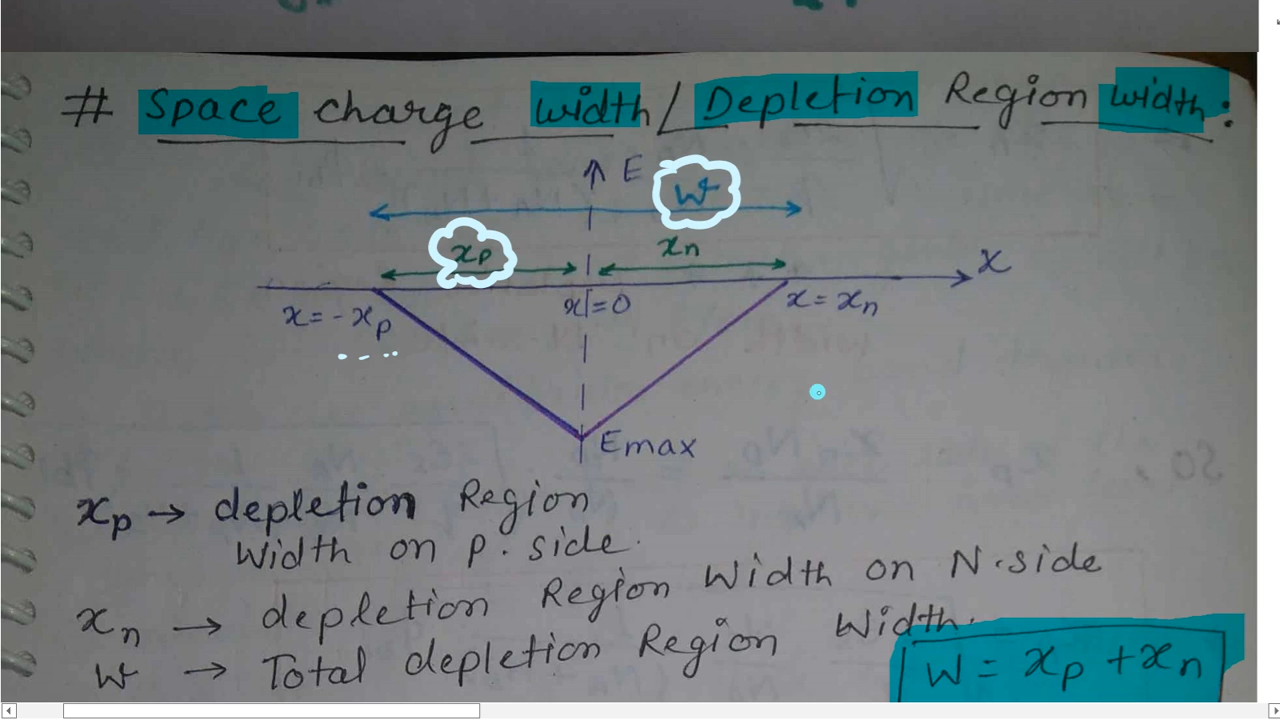 # Space charge width / Depletion Region width:
↑ E
W
xp xn
x
x = -xp x = 0 x = xn
Emax
xp → depletion Region
Width on p. side.
xn → depletion Region Width on N. side
W → Total depletion Region Width.
W = xp + xn